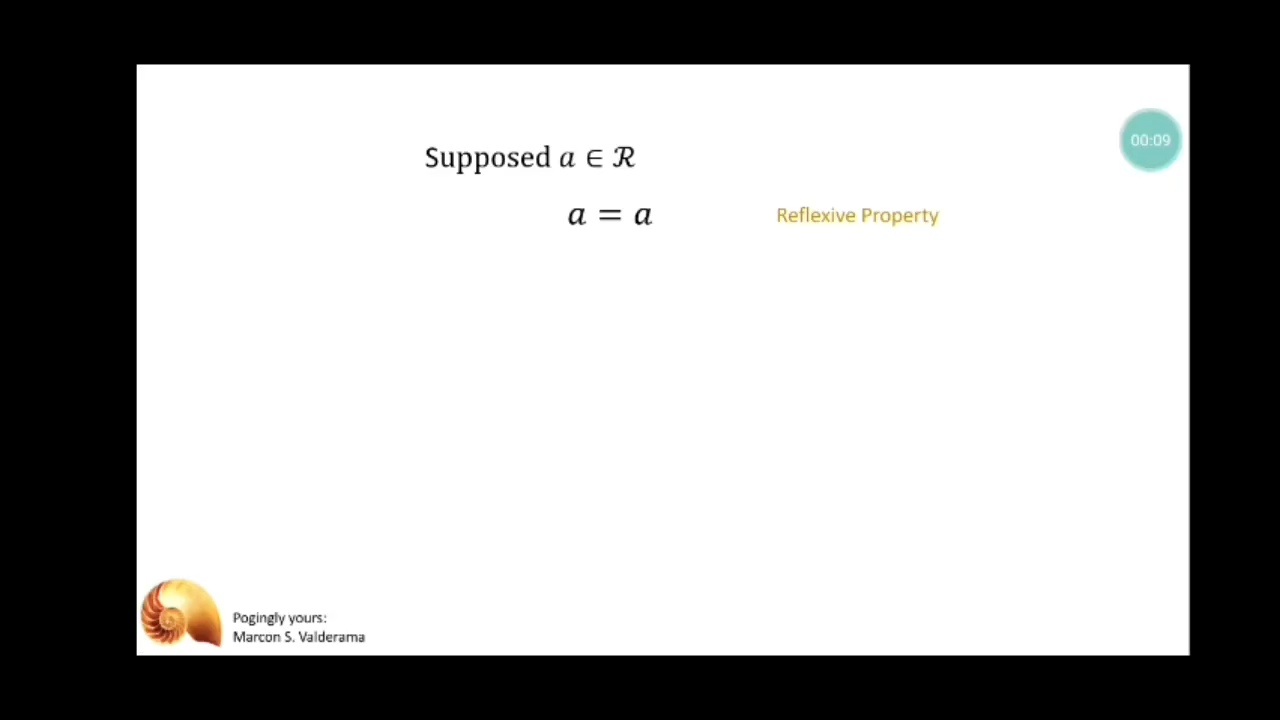 Supposed 𝑎 ∈ ℛ
00:09
𝑎 = 𝑎
Reflexive Property
Pogingly yours:
Marcon S. Valderama